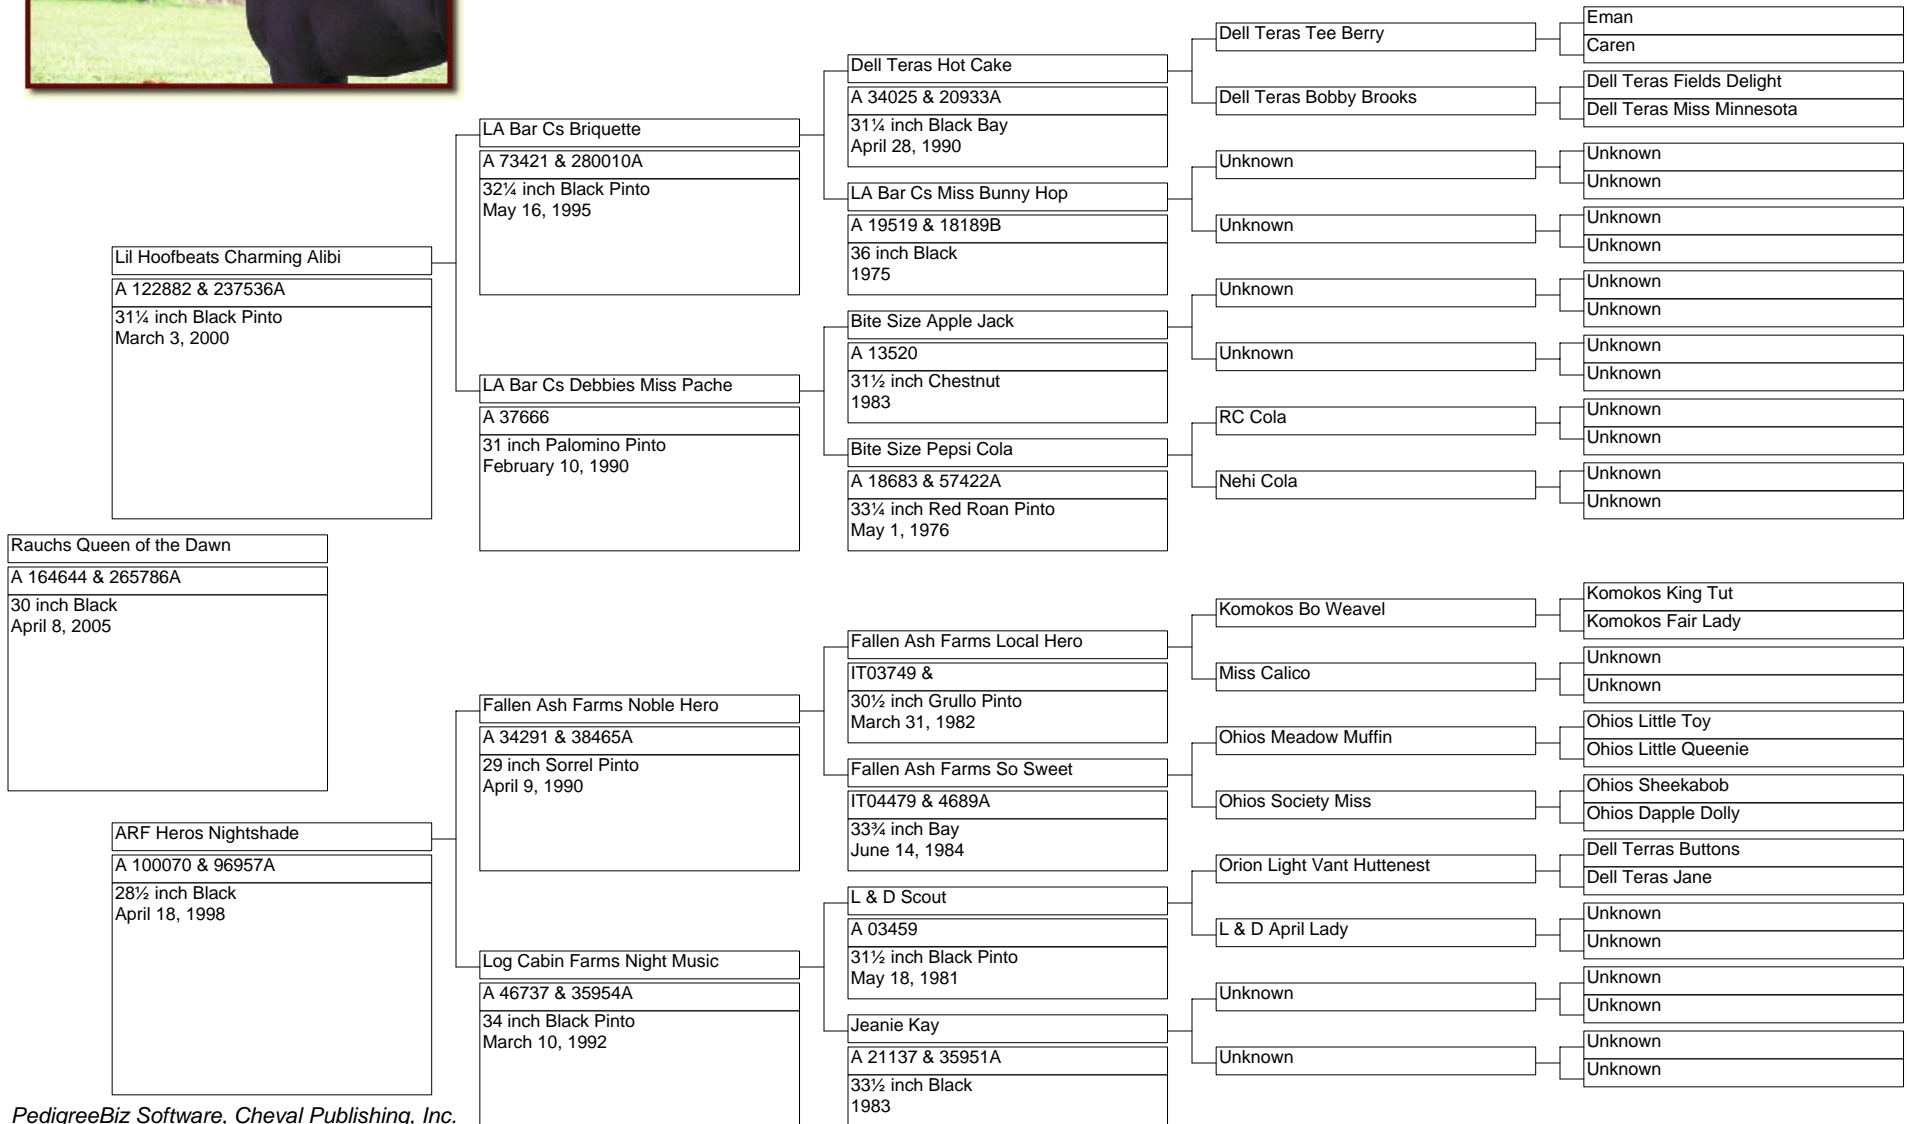 Eman
Dell Teras Tee Berry
Caren
Dell Teras Hot Cake
A 34025 & 20933A
31¼ inch Black Bay
April 28, 1990
Dell Teras Bobby Brooks
Dell Teras Fields Delight
Dell Teras Miss Minnesota
LA Bar Cs Briquette
A 73421 & 280010A
32¼ inch Black Pinto
May 16, 1995
Unknown
Unknown
Unknown
LA Bar Cs Miss Bunny Hop
A 19519 & 18189B
36 inch Black
1975
Unknown
Unknown
Unknown
Lil Hoofbeats Charming Alibi
A 122882 & 237536A
31¼ inch Black Pinto
March 3, 2000
Unknown
Unknown
Unknown
Bite Size Apple Jack
A 13520
31½ inch Chestnut
1983
Unknown
Unknown
Unknown
LA Bar Cs Debbies Miss Pache
A 37666
31 inch Palomino Pinto
February 10, 1990
RC Cola
Unknown
Unknown
Bite Size Pepsi Cola
A 18683 & 57422A
33¼ inch Red Roan Pinto
May 1, 1976
Nehi Cola
Unknown
Unknown
Rauchs Queen of the Dawn
A 164644 & 265786A
30 inch Black
April 8, 2005
Komokos Bo Weavel
Komokos King Tut
Komokos Fair Lady
Fallen Ash Farms Local Hero
IT03749 &
30½ inch Grullo Pinto
March 31, 1982
Miss Calico
Unknown
Unknown
Fallen Ash Farms Noble Hero
A 34291 & 38465A
29 inch Sorrel Pinto
April 9, 1990
Ohios Meadow Muffin
Ohios Little Toy
Ohios Little Queenie
Fallen Ash Farms So Sweet
IT04479 & 4689A
33¾ inch Bay
June 14, 1984
Ohios Society Miss
Ohios Sheekabob
Ohios Dapple Dolly
ARF Heros Nightshade
A 100070 & 96957A
28½ inch Black
April 18, 1998
Orion Light Vant Huttenest
Dell Terras Buttons
Dell Teras Jane
L & D Scout
A 03459
31½ inch Black Pinto
May 18, 1981
L & D April Lady
Unknown
Unknown
Log Cabin Farms Night Music
A 46737 & 35954A
34 inch Black Pinto
March 10, 1992
Unknown
Unknown
Unknown
Jeanie Kay
A 21137 & 35951A
33½ inch Black
1983
Unknown
Unknown
Unknown
PedigreeBiz Software, Cheval Publishing, Inc.